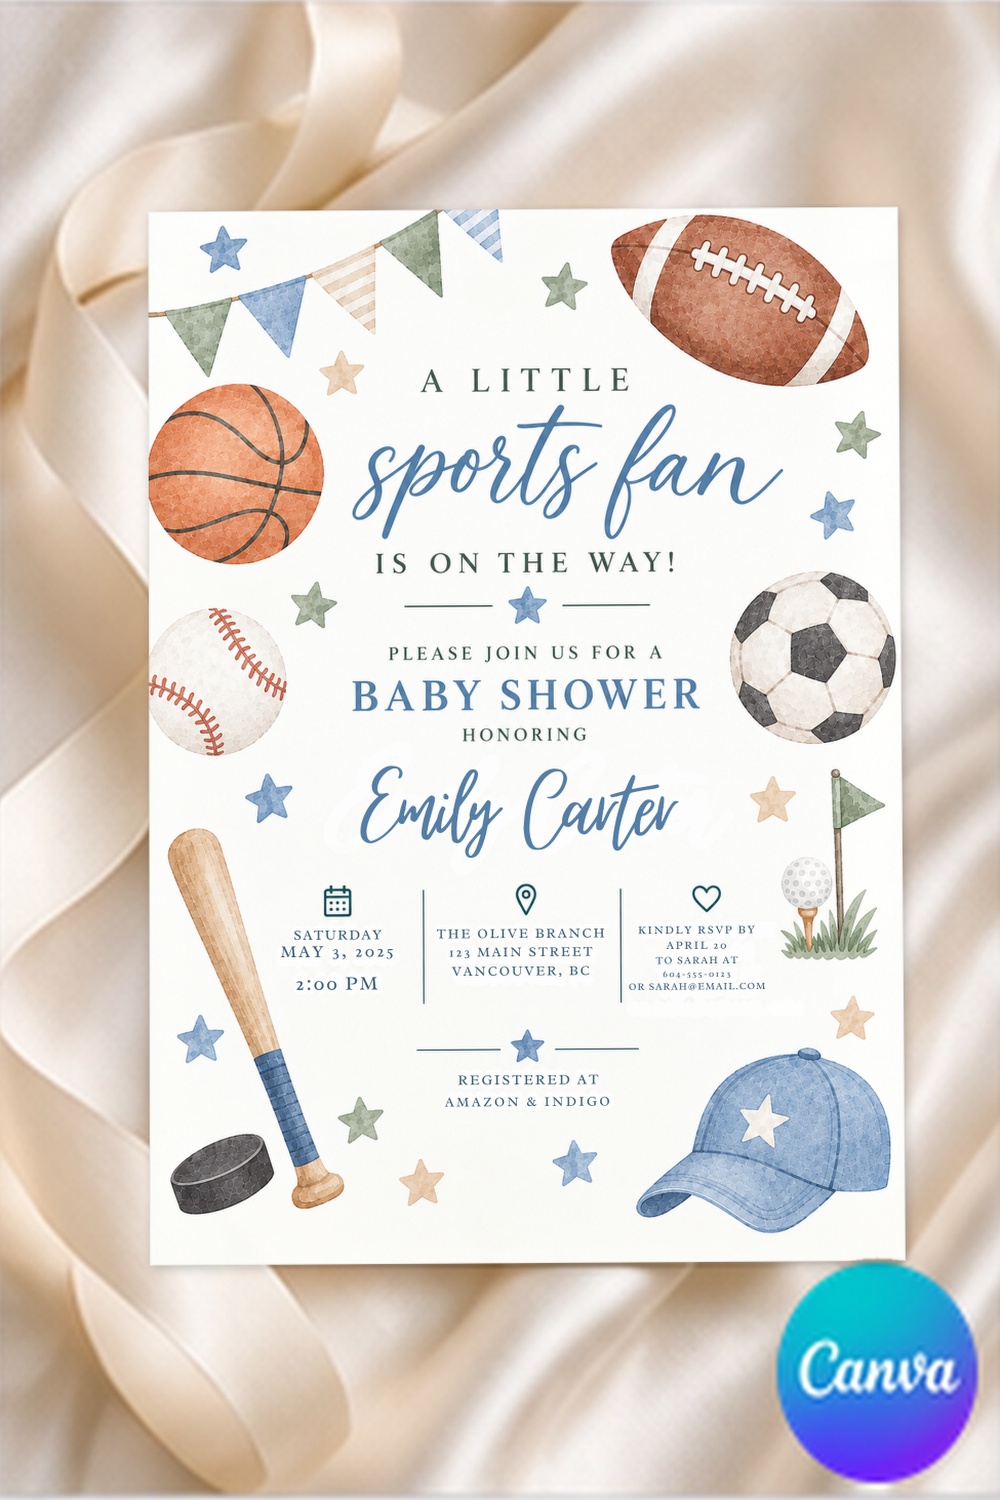 A LITTLE
sports fan
IS ON THE WAY!
PLEASE JOIN US FOR A
BABY SHOWER
HONORING
Emily Carter
SATURDAY
MAY 3, 2025
2:00 PM
THE OLIVE BRANCH
123 MAIN STREET
VANCOUVER, BC
KINDLY RSVP BY
APRIL 20
TO SARAH AT
604-555-0123
OR SARAH@EMAIL.COM
REGISTERED AT
AMAZON & INDIGO
Canva